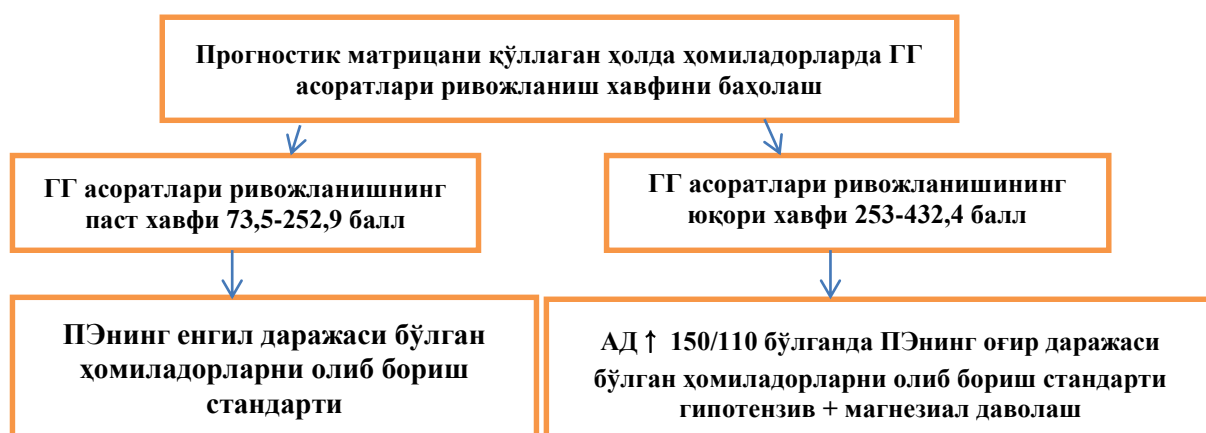 Прогностик матрицани қўллаган ҳолда ҳомиладорларда ГГ
асоратлари ривожланиш хавфини баҳолаш
ГГ асоратлари ривожланишнинг
паст хавфи 73,5-252,9 балл
ГГ асоратлари ривожланишининг
юқори хавфи 253-432,4 балл
ПЭнинг енгил даражаси бўлган
ҳомиладорларни олиб бориш
стандарти
АД ↑ 150/110 бўлганда ПЭнинг оғир даражаси
бўлган ҳомиладорларни олиб бориш стандарти
гипотензив + магнезиал даволаш